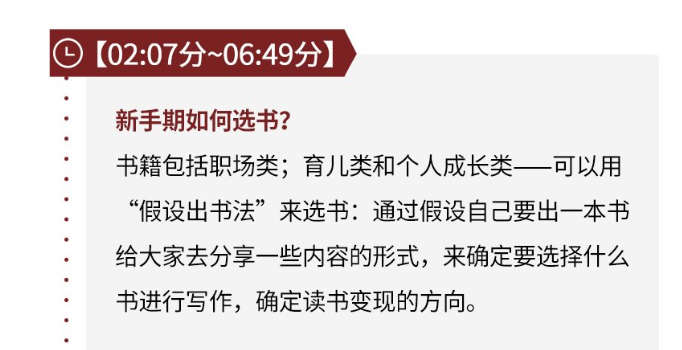 【02:07分~06:49分】
新手期如何选书？
书籍包括职场类；育儿类和个人成长类——可以用
“假设出书法”来选书：通过假设自己要出一本书
给大家去分享一些内容的形式，来确定要选择什么
书进行写作，确定读书变现的方向。